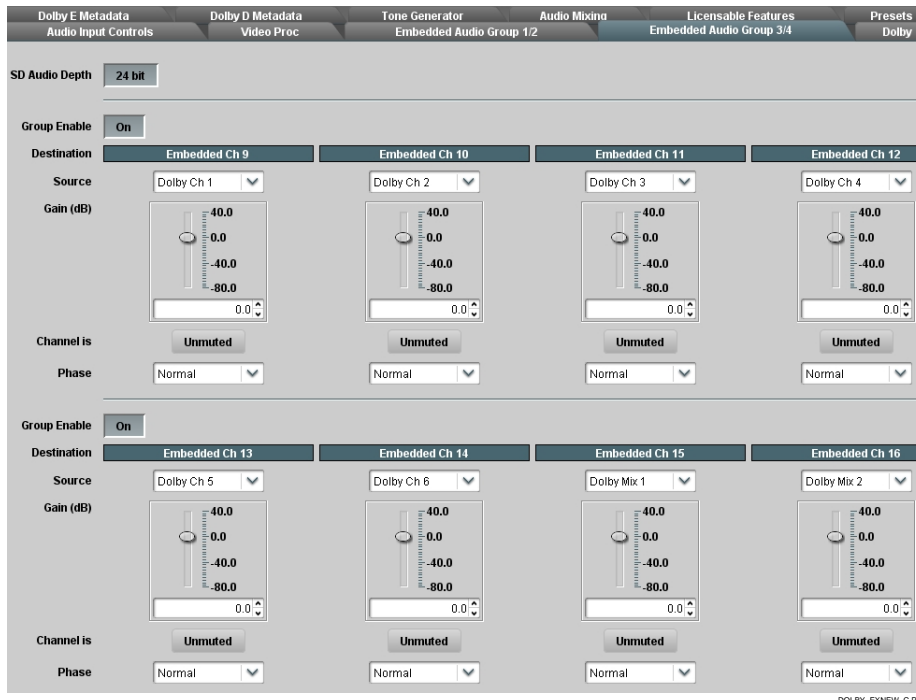 Dolby E Metadata Dolby D Metadata Tone Generator Audio Mixing Licensable Features Presets
Audio Input Controls Video Proc Embedded Audio Group 1/2 Embedded Audio Group 3/4 Dolby
SD Audio Depth 24 bit
Group Enable On
Destination Embedded Ch 9 Embedded Ch 10 Embedded Ch 11 Embedded Ch 12
Source Dolby Ch 1 Dolby Ch 2 Dolby Ch 3 Dolby Ch 4
Gain (dB) 40.0 40.0 40.0 40.0
0.0 0.0 0.0 0.0
-40.0 -40.0 -40.0 -40.0
-80.0 -80.0 -80.0 -80.0
0.0 0.0 0.0 0.0
Channel is Unmuted Unmuted Unmuted Unmuted
Phase Normal Normal Normal Normal
Group Enable On
Destination Embedded Ch 13 Embedded Ch 14 Embedded Ch 15 Embedded Ch 16
Source Dolby Ch 5 Dolby Ch 6 Dolby Mix 1 Dolby Mix 2
Gain (dB) 40.0 40.0 40.0 40.0
0.0 0.0 0.0 0.0
-40.0 -40.0 -40.0 -40.0
-80.0 -80.0 -80.0 -80.0
0.0 0.0 0.0 0.0
Channel is Unmuted Unmuted Unmuted Unmuted
Phase Normal Normal Normal Normal